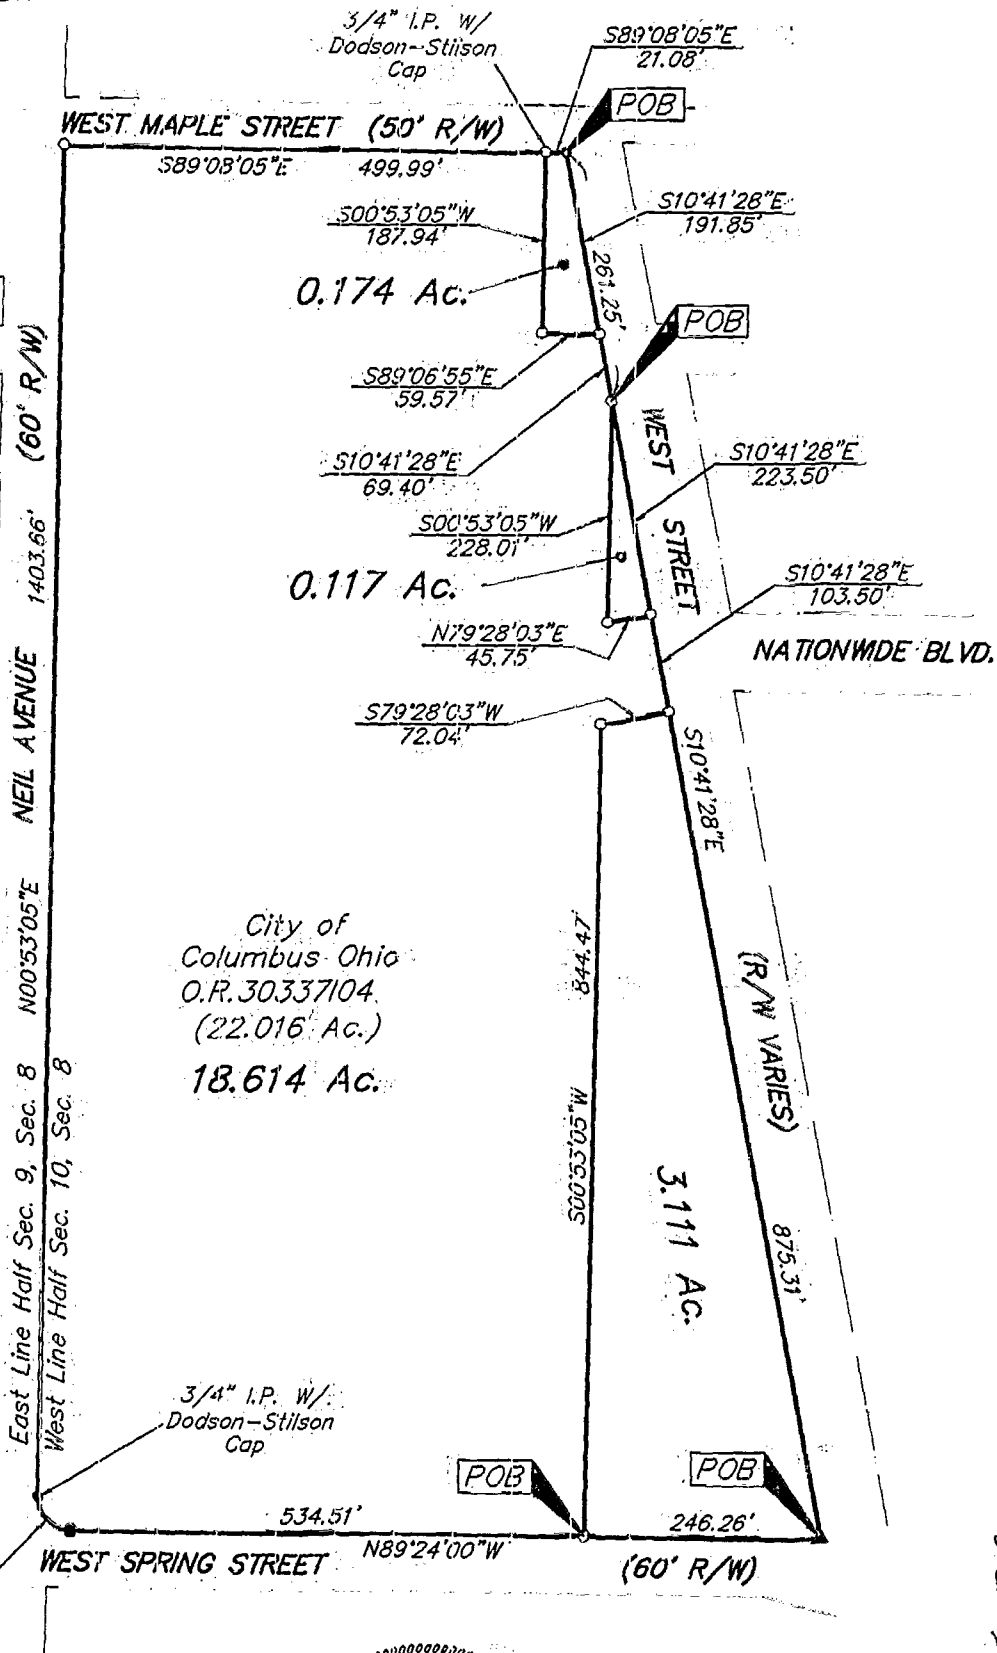 3/4" I.P. W/
Dodson-Stilson
Cap
S89°08'05"E
21.08'
POB
WEST MAPLE STREET (50' R/W)
S89°08'05"E 499.99'
S00°53'05"W
187.94'
S10°41'28"E
191.85'
0.174 Ac.
261.25'
POB
S89°06'55"E
59.57'
S10°41'28"E
69.40'
WEST STREET
S10°41'28"E
223.50'
S00°53'05"W
228.01'
0.117 Ac.
S10°41'28"E
103.50'
N79°28'03"E
45.75'
NATIONWIDE BLVD.
S79°28'03"W
72.04'
S10°41'28"E
NEIL AVENUE 1403.66' (60' R/W)
N00°53'05"E
City of
Columbus Ohio
O.R.30337I04
(22.016 Ac.)
18.614 Ac.
844.47'
S00°53'05"W
(R/W VARIES)
3.111 Ac.
875.31'
East Line Half Sec. 9, Sec. 8
West Line Half Sec. 10, Sec. 8
3/4" I.P. W/
Dodson-Stilson
Cap
POB
POB
534.51'
246.26'
WEST SPRING STREET N89°24'00"W (60' R/W)